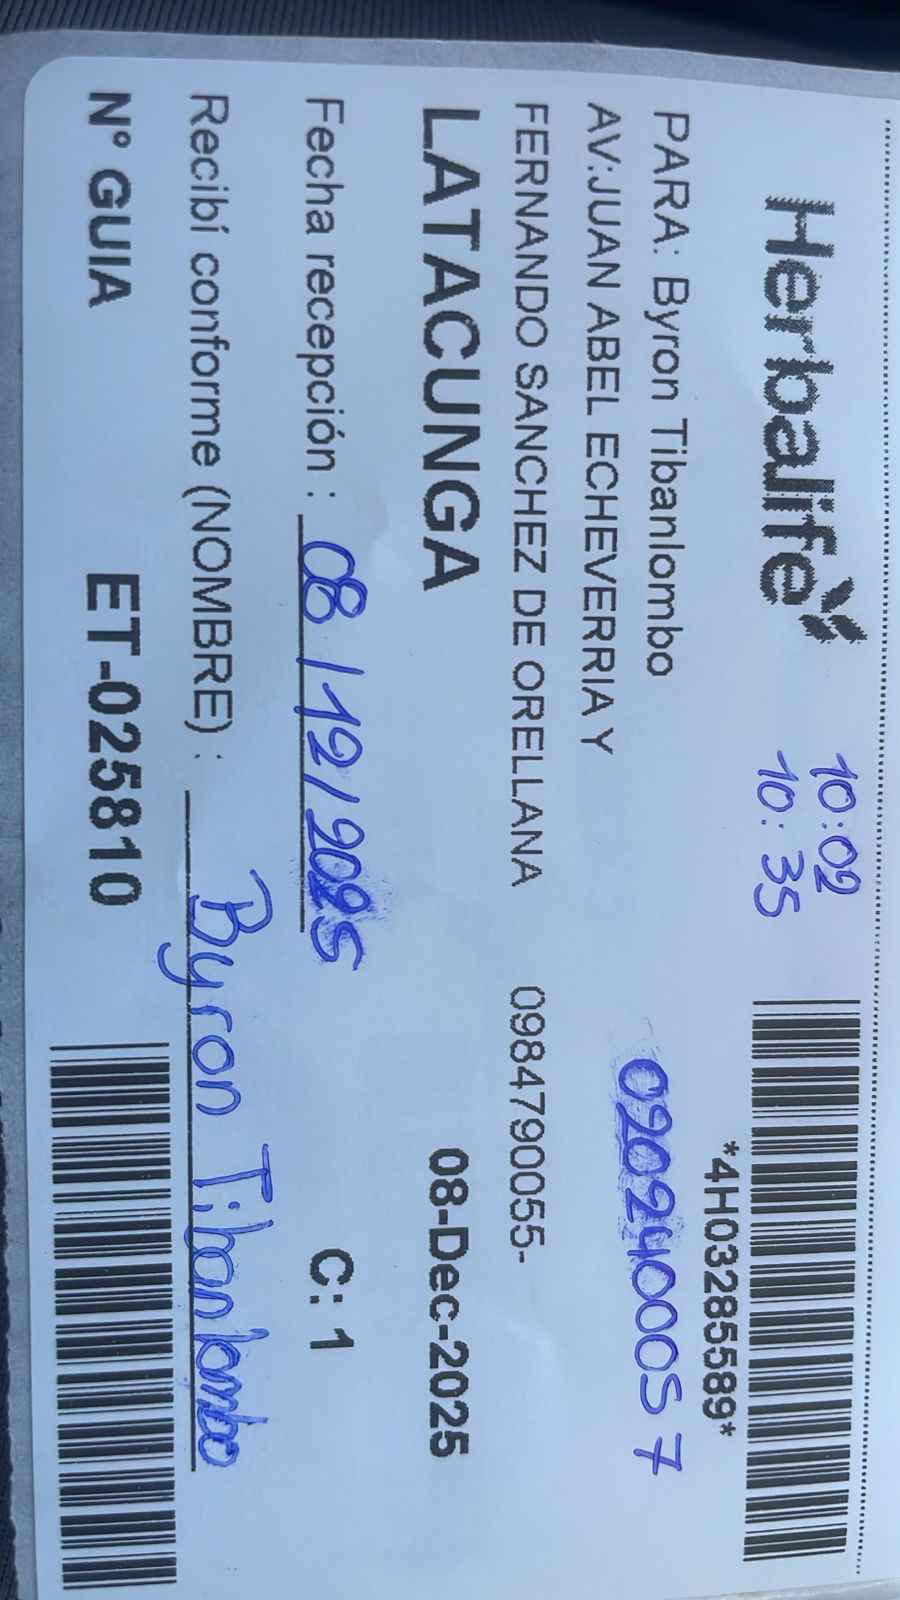 Herbalife
10:02
10:35
*4H03285589*
PARA: Byron Tibanlombo
0202400057
AV:JUAN ABEL ECHEVERRIA Y
FERNANDO SANCHEZ DE ORELLANA 0984790055-
LATACUNGA 08-Dec-2025
Fecha recepción : 08/12/2025 C: 1
Recibí conforme (NOMBRE) : Byron Tibanlombo
N° GUIA ET-025810